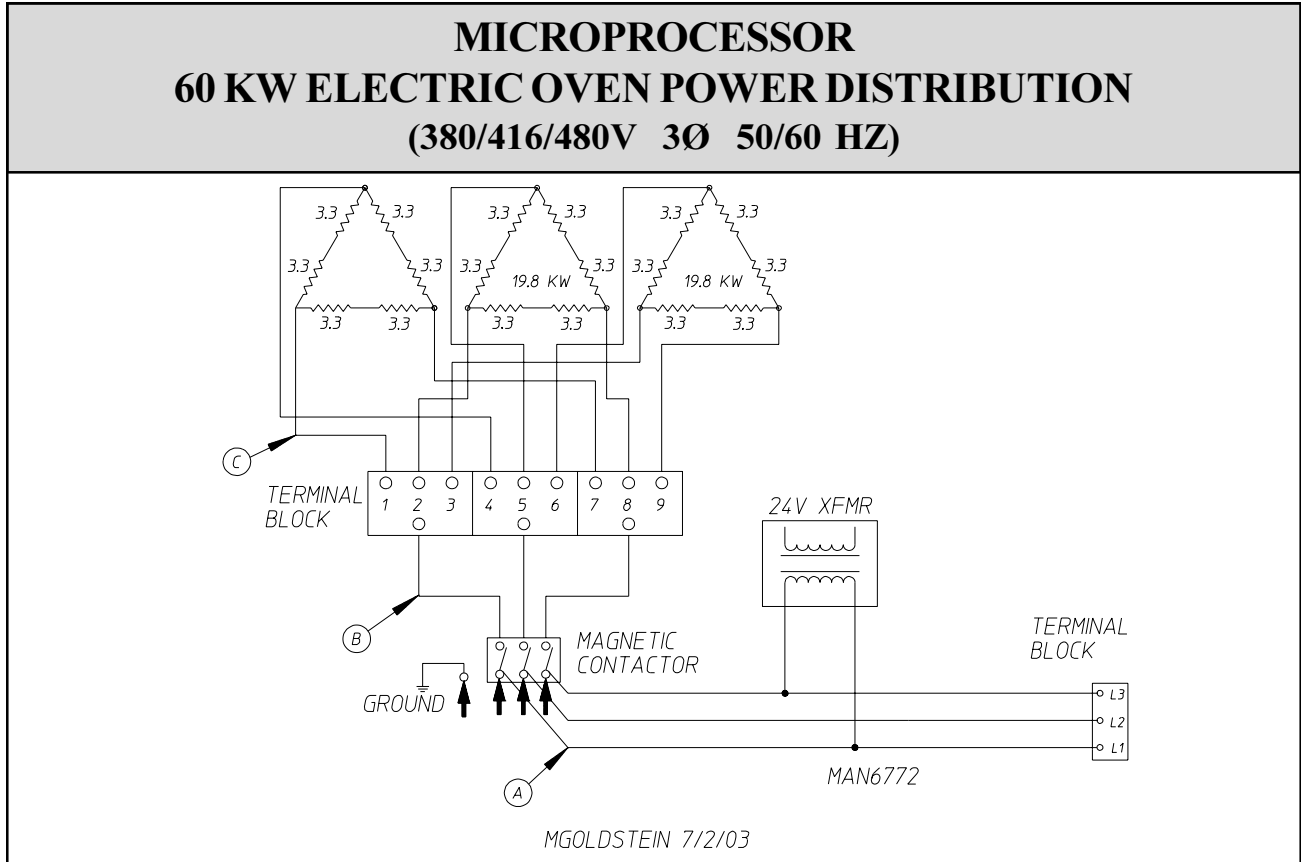 MICROPROCESSOR
60 KW ELECTRIC OVEN POWER DISTRIBUTION
(380/416/480V 3Ø 50/60 HZ)
3.3 3.3 3.3 3.3 3.3 3.3
3.3 3.3 3.3 19.8 KW 3.3 3.3 19.8 KW 3.3
3.3 3.3 3.3 3.3 3.3 3.3
C
TERMINAL
BLOCK
1 2 3 4 5 6 7 8 9
24V XFMR
B
MAGNETIC
CONTACTOR
GROUND
TERMINAL
BLOCK
L3
L2
L1
A
MAN6772
MGOLDSTEIN 7/2/03